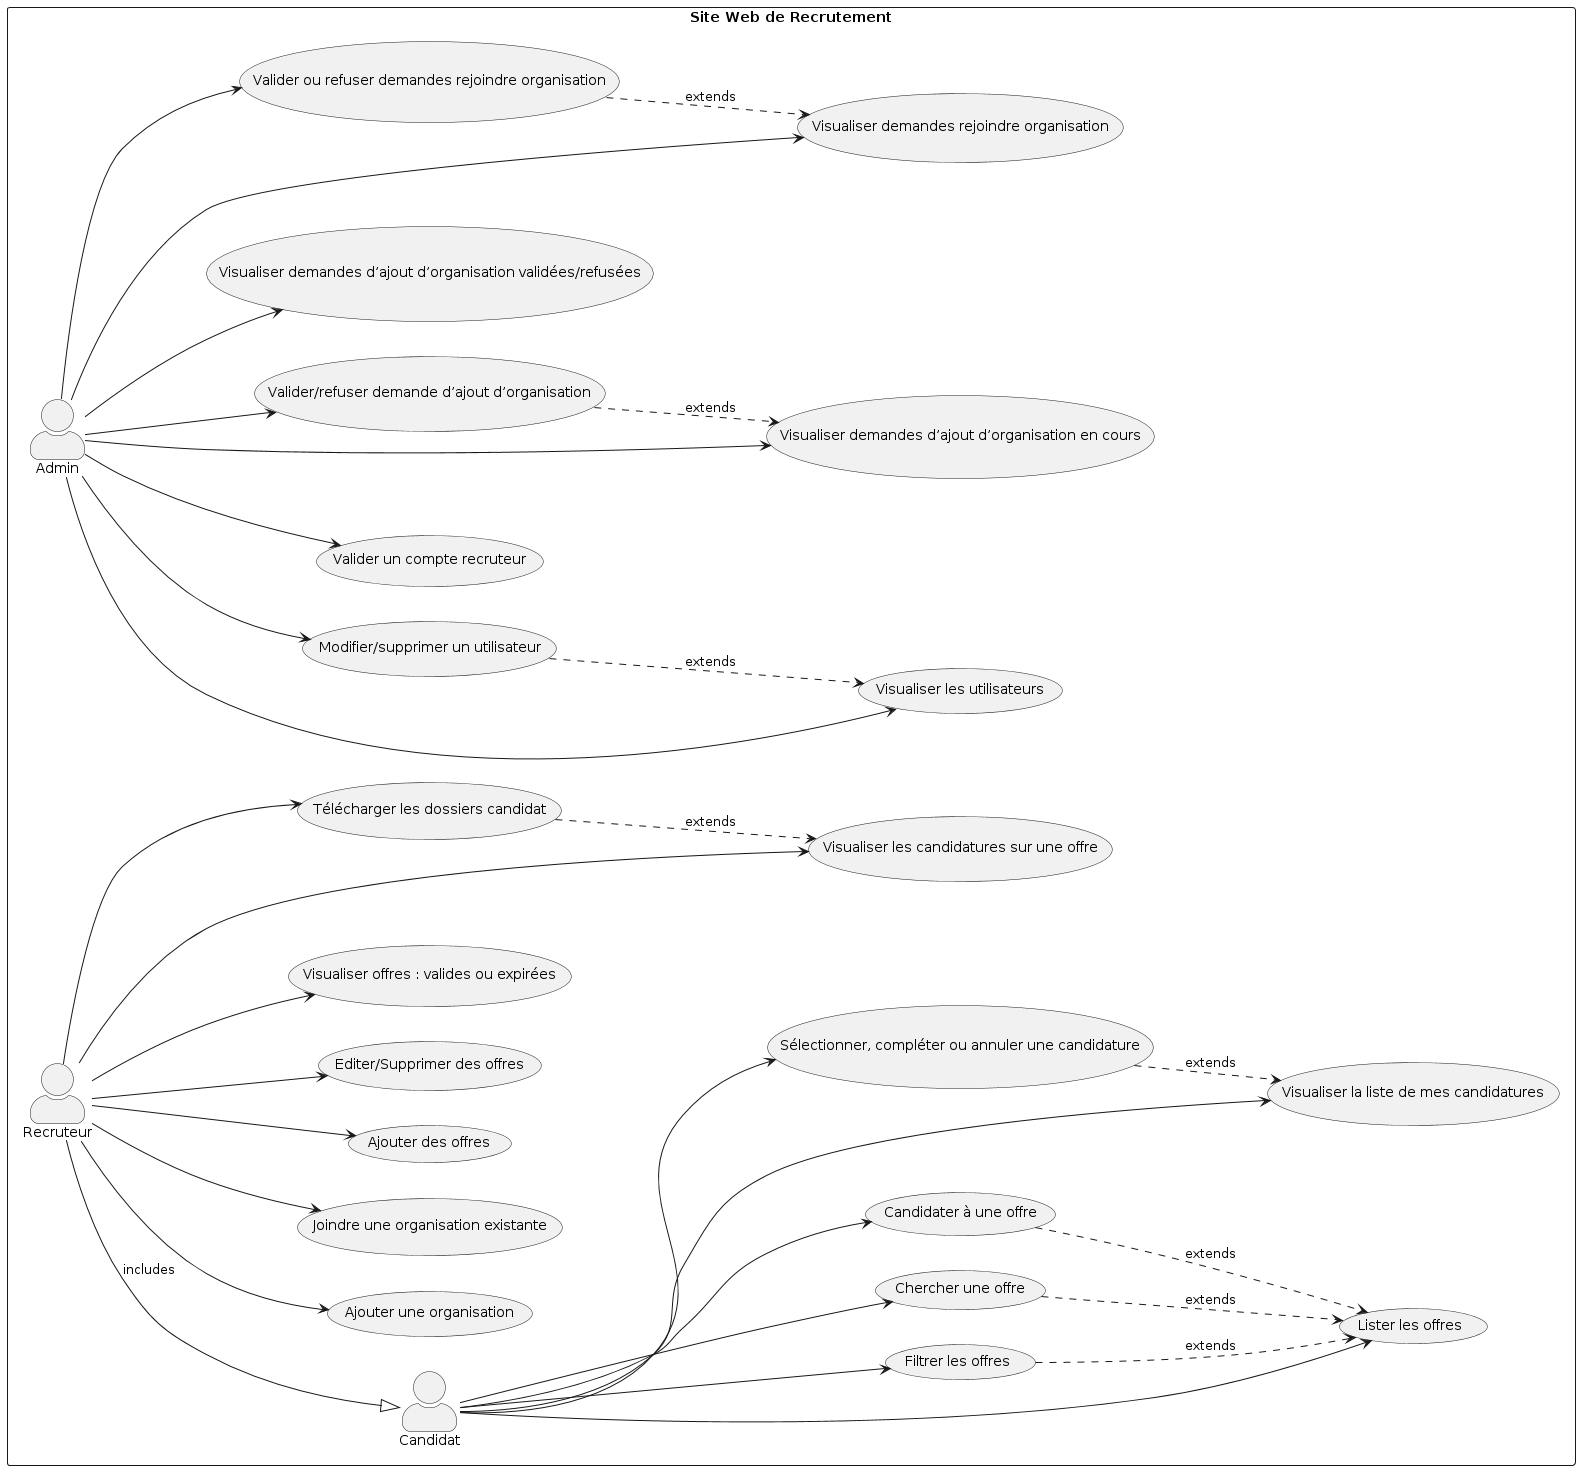 Site Web de Recrutement
Valider ou refuser demandes rejoindre organisation
extends
Visualiser demandes rejoindre organisation
Visualiser demandes d’ajout d’organisation validées/refusées
Valider/refuser demande d’ajout d’organisation
extends
Visualiser demandes d’ajout d’organisation en cours
Admin
Valider un compte recruteur
Modifier/supprimer un utilisateur
extends
Visualiser les utilisateurs
Télécharger les dossiers candidat
extends
Visualiser les candidatures sur une offre
Visualiser offres : valides ou expirées
Sélectionner, compléter ou annuler une candidature
extends
Visualiser la liste de mes candidatures
Editer/Supprimer des offres
Recruteur
Ajouter des offres
Joindre une organisation existante
Candidater à une offre
extends
includes
Chercher une offre
extends
Ajouter une organisation
Lister les offres
Filtrer les offres
extends
Candidat